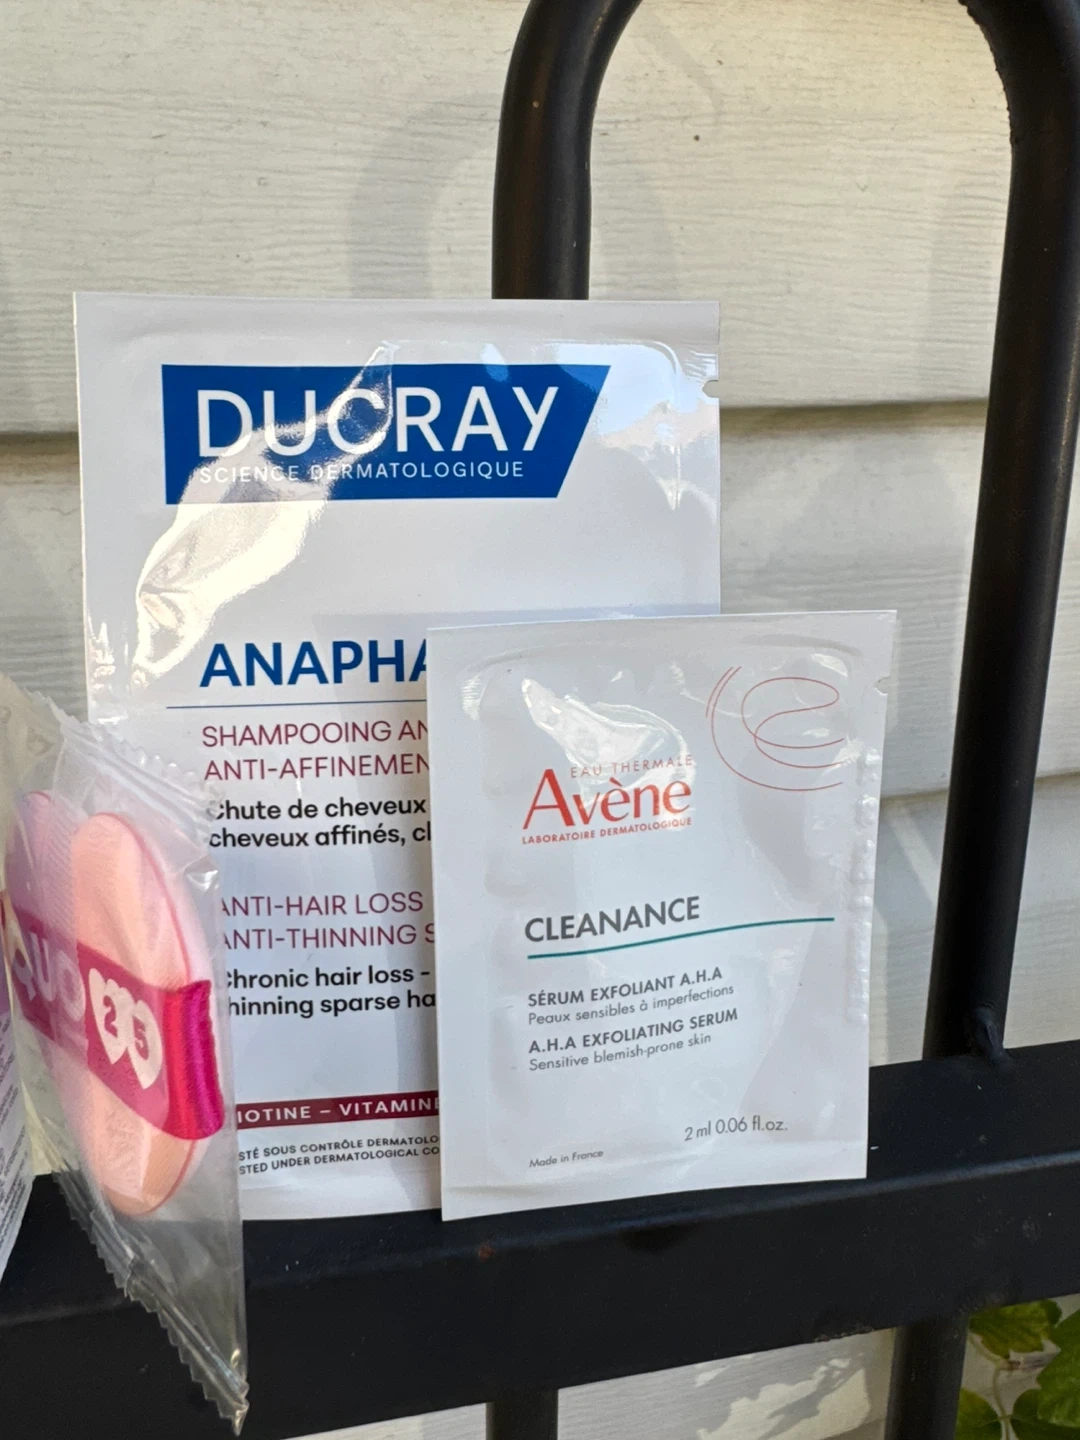 DUCRAY
SCIENCE DERMATOLOGIQUE
ANAPHA
SHAMPOOING AN
ANTI-AFFINEMEN
Chute de cheveux
cheveux affinés, cl
ANTI-HAIR LOSS
ANTI-THINNING S
Chronic hair loss -
thinning sparse ha
IOTINE – VITAMINE
STÉ SOUS CONTRÔLE DERMATOLO
STED UNDER DERMATOLOGICAL CO
QUO
25
EAU THERMALE
Avène
LABORATOIRE DERMATOLOGIQUE
CLEANANCE
SÉRUM EXFOLIANT A.H.A
Peaux sensibles à imperfections
A.H.A EXFOLIATING SERUM
Sensitive blemish-prone skin
2 ml 0.06 fl.oz.
Made in France